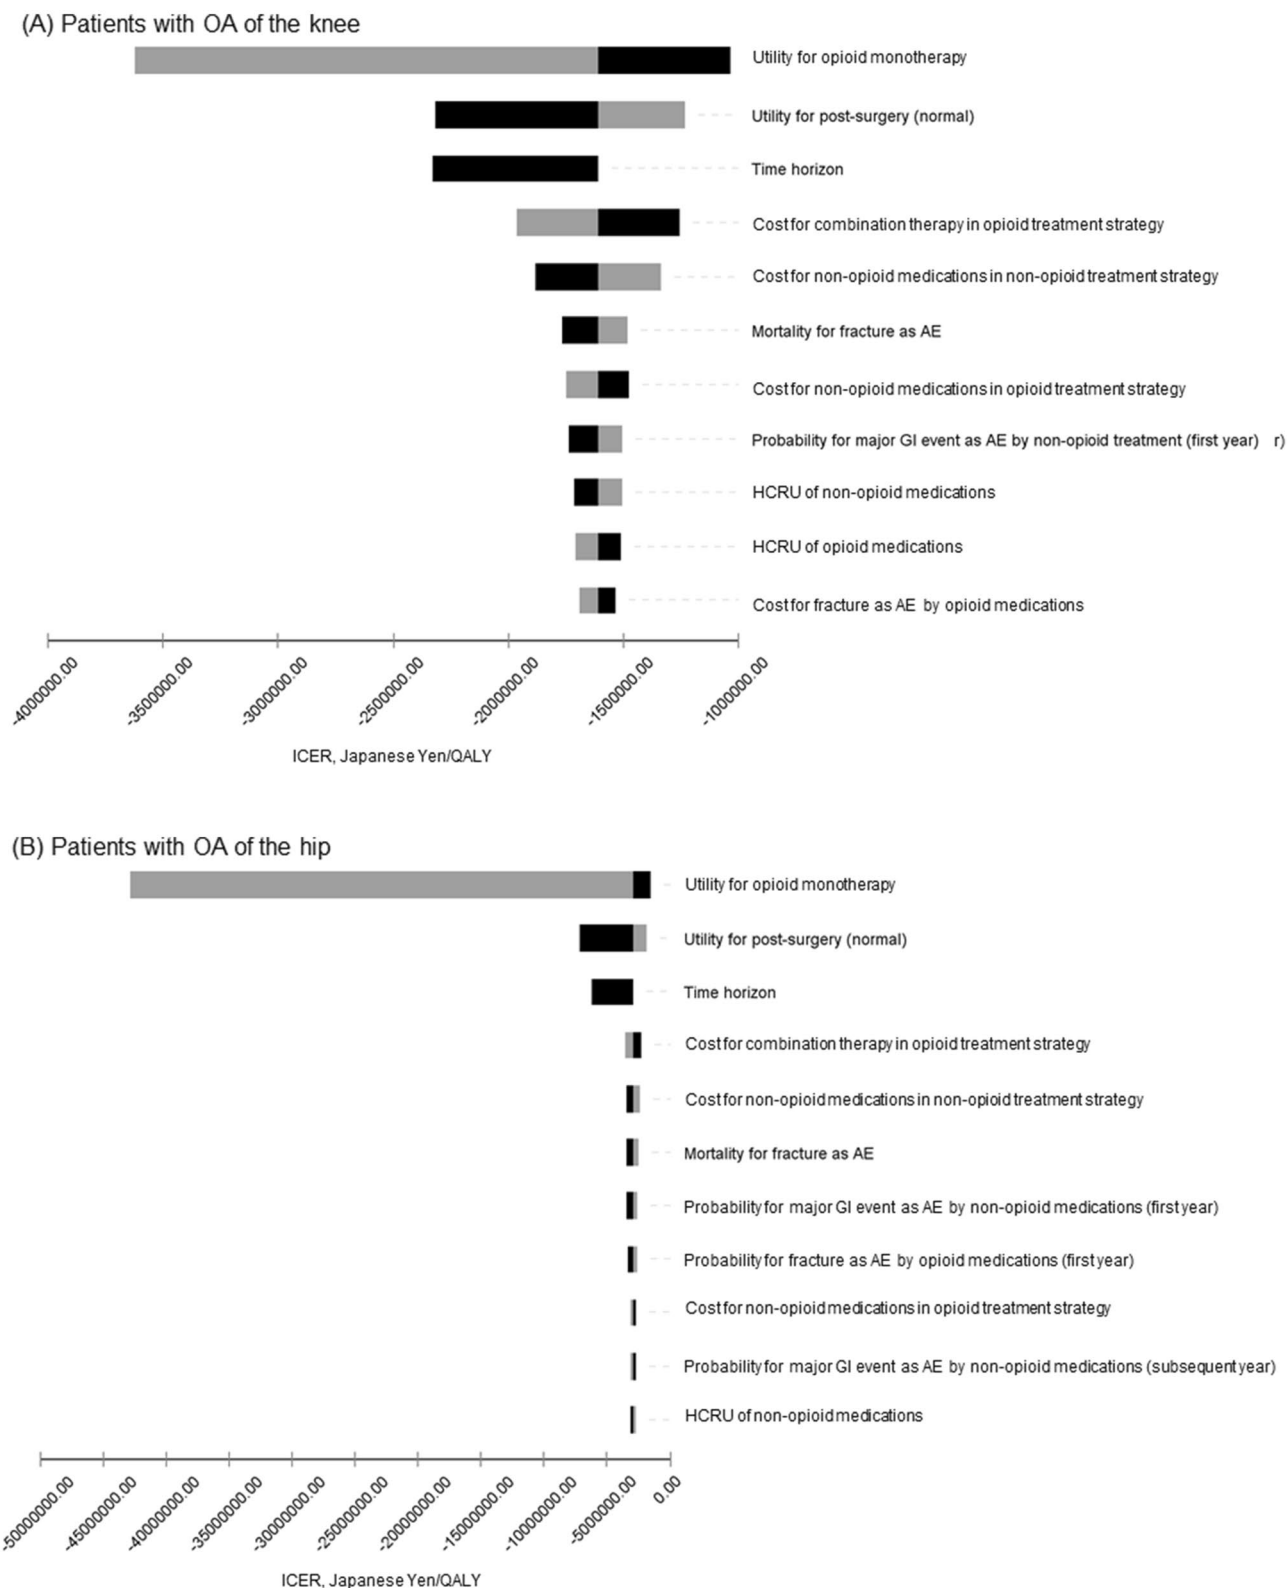 (A) Patients with OA of the knee
Utility for opioid monotherapy
Utility for post-surgery (normal)
Time horizon
Cost for combination therapy in opioid treatment strategy
Cost for non-opioid medications in non-opioid treatment strategy
Mortality for fracture as AE
Cost for non-opioid medications in opioid treatment strategy
Probability for major GI event as AE by non-opioid treatment (first year) r)
HCRU of non-opioid medications
HCRU of opioid medications
Cost for fracture as AE by opioid medications
-4000000.00 -3500000.00 -3000000.00 -2500000.00 -2000000.00 -1500000.00 -1000000.00
ICER, Japanese Yen/QALY
(B) Patients with OA of the hip
Utility for opioid monotherapy
Utility for post-surgery (normal)
Time horizon
Cost for combination therapy in opioid treatment strategy
Cost for non-opioid medications in non-opioid treatment strategy
Mortality for fracture as AE
Probability for major GI event as AE by non-opioid medications (first year)
Probability for fracture as AE by opioid medications (first year)
Cost for non-opioid medications in opioid treatment strategy
Probability for major GI event as AE by non-opioid medications (subsequent year)
HCRU of non-opioid medications
-50000000.00 -45000000.00 -40000000.00 -35000000.00 -30000000.00 -25000000.00 -20000000.00 -15000000.00 -10000000.00 -5000000.00 0.00
ICER, Japanese Yen/QALY